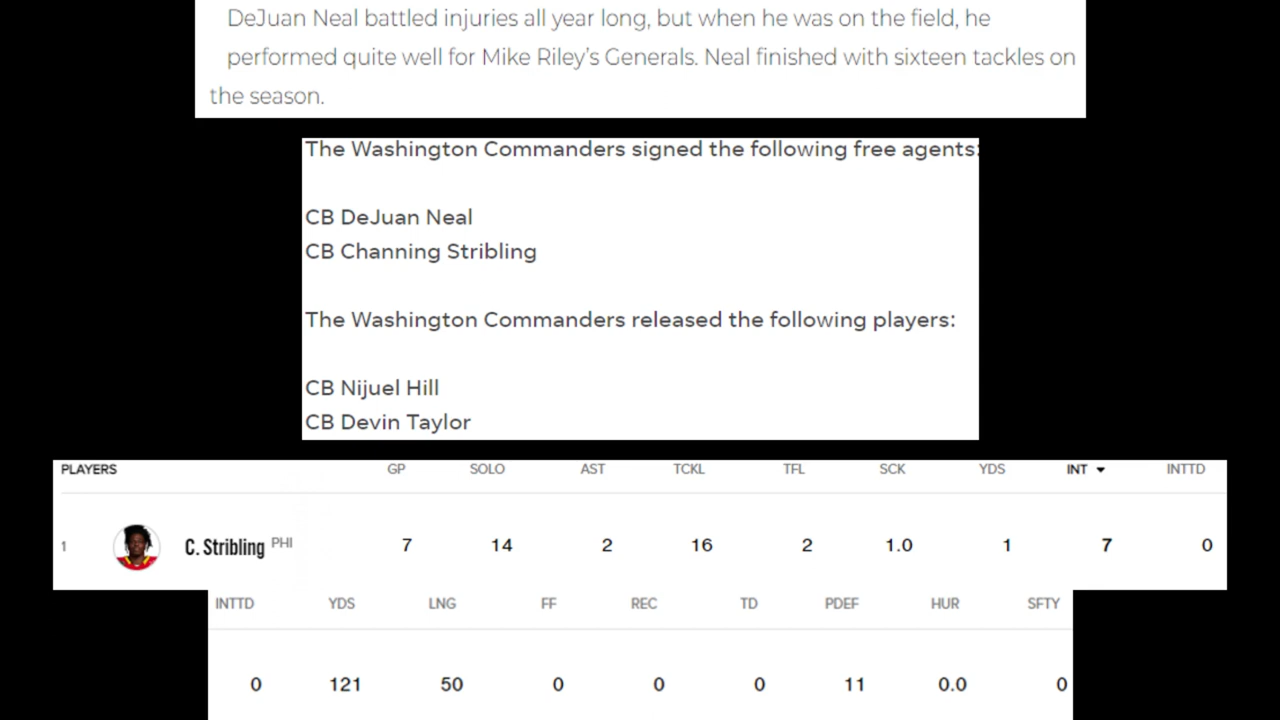 DeJuan Neal battled injuries all year long, but when he was on the field, he
performed quite well for Mike Riley’s Generals. Neal finished with sixteen tackles on
the season.
The Washington Commanders signed the following free agents:
CB DeJuan Neal
CB Channing Stribling
The Washington Commanders released the following players:
CB Nijuel Hill
CB Devin Taylor
PLAYERS GP SOLO AST TCKL TFL SCK YDS INT INTTD
1 C. Stribling PHI 7 14 2 16 2 1.0 1 7 0
INTTD YDS LNG FF REC TD PDEF HUR SFTY
0 121 50 0 0 0 11 0.0 0